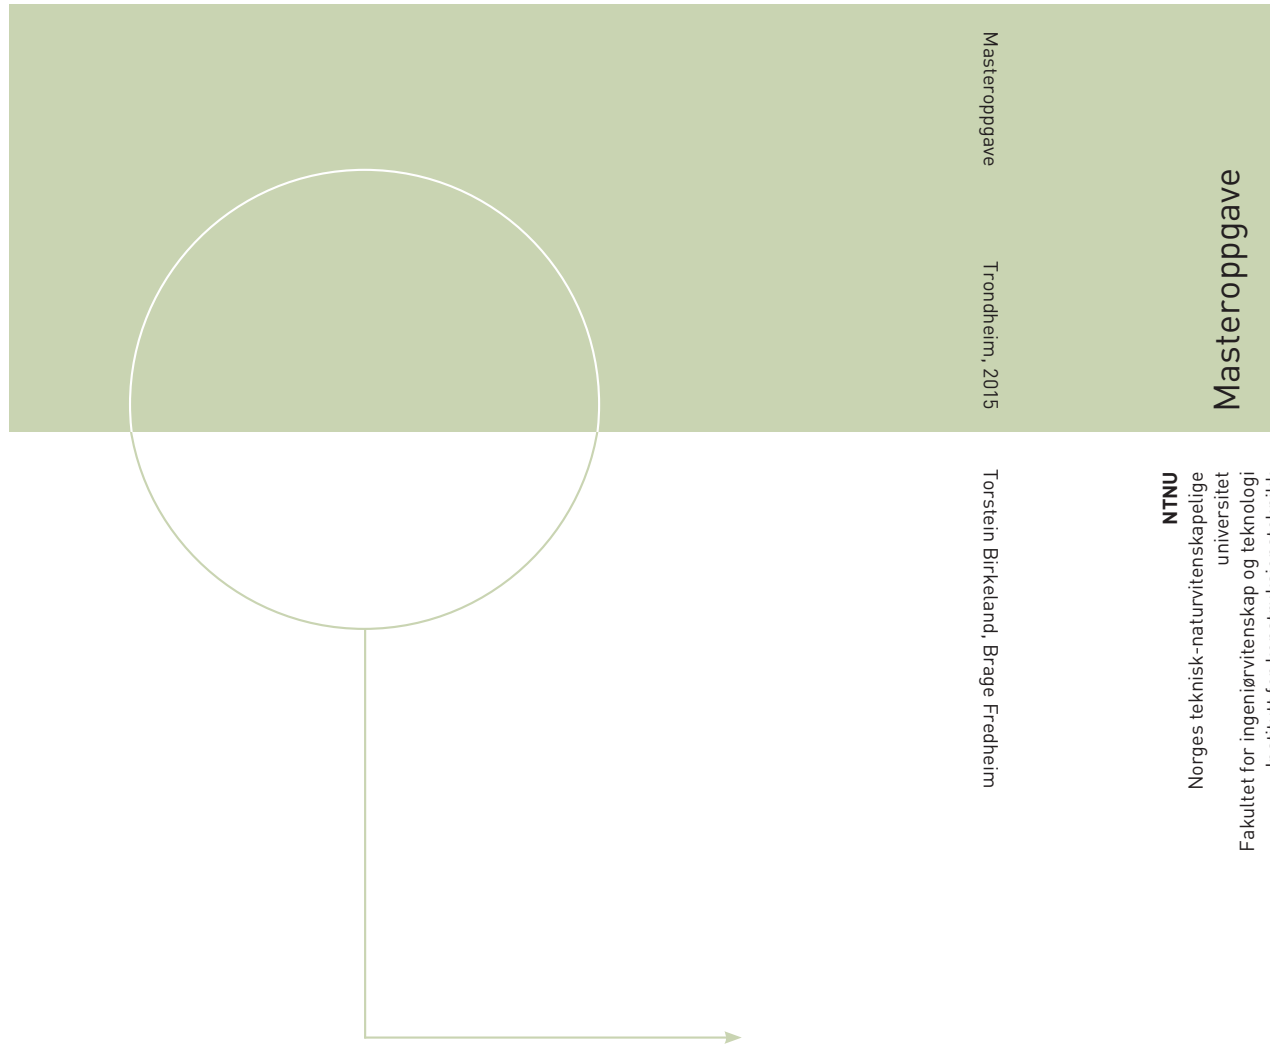 Masteroppgave
Trondheim, 2015
Torstein Birkeland, Brage Fredheim
Masteroppgave
NTNU
Norges teknisk-naturvitenskapelige
universitet
Fakultet for ingeniørvitenskap og teknologi